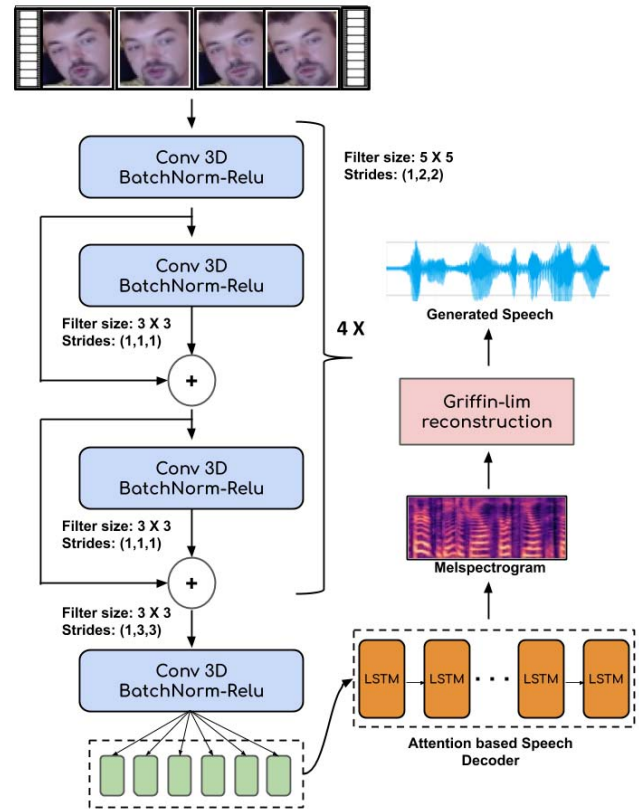 Conv 3D
BatchNorm-Relu
Filter size: 5 X 5
Strides: (1,2,2)
Conv 3D
BatchNorm-Relu
Filter size: 3 X 3
Strides: (1,1,1)
+
4 X
Conv 3D
BatchNorm-Relu
Filter size: 3 X 3
Strides: (1,1,1)
+
Filter size: 3 X 3
Strides: (1,3,3)
Conv 3D
BatchNorm-Relu
LSTM
LSTM
LSTM
LSTM
Attention based Speech
Decoder
Melspectrogram
Griffin-lim
reconstruction
Generated Speech